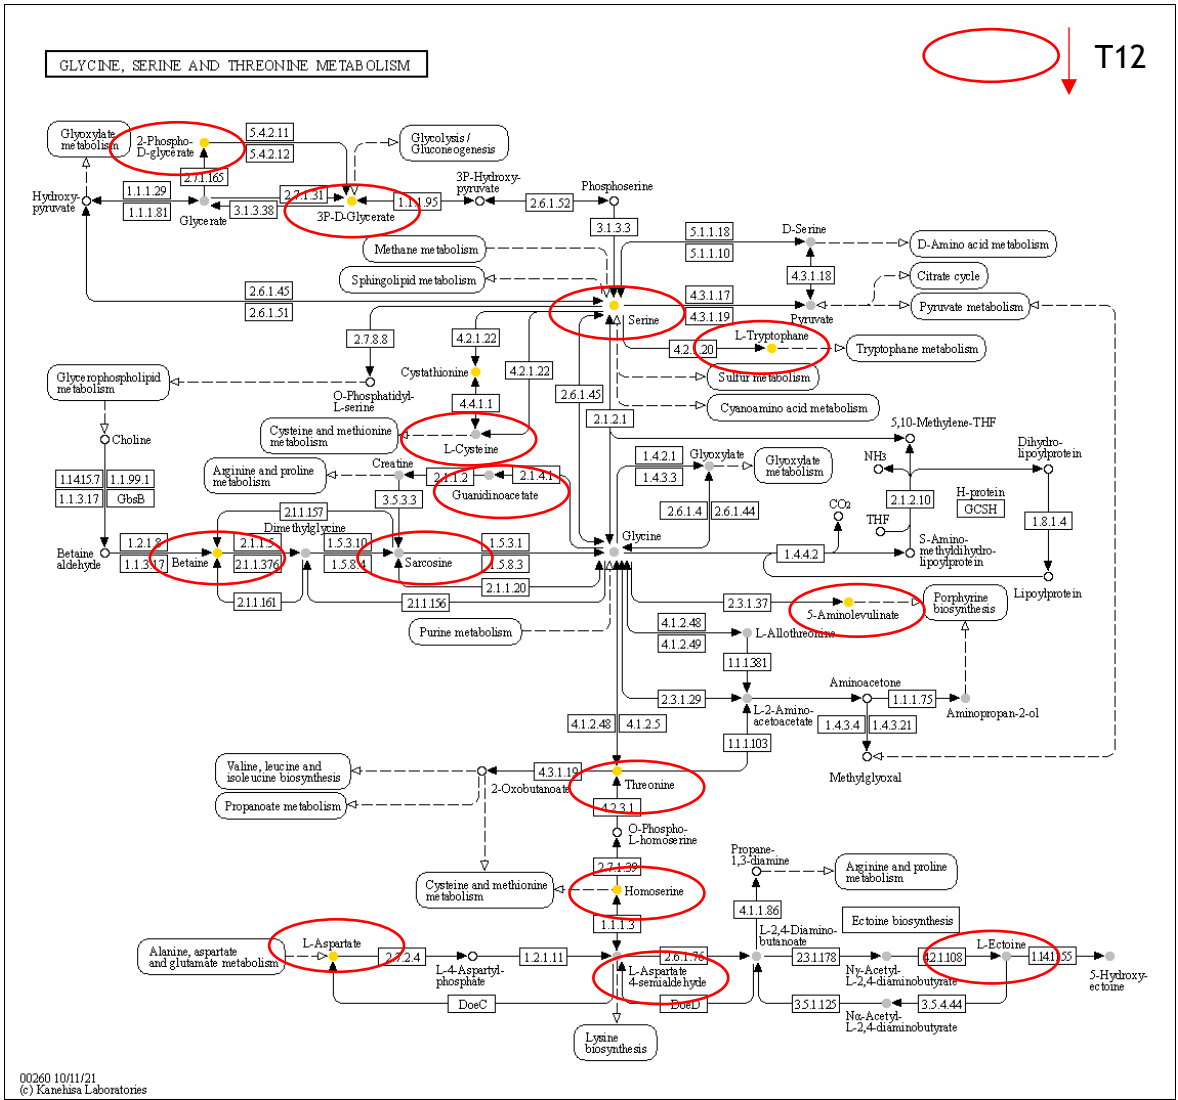 T12
GLYCINE, SERINE AND THREONINE METABOLISM
Glyoxylate
metabolism
2-Phospho-
D-glycerate
5.4.2.11
5.4.2.12
Glycolysis /
Gluconeogenesis
2.7.1.165
Hydroxy-
pyruvate
1.1.1.29
1.1.1.81
Glycerate
2.7.1.31
3.1.3.38
3P-D-Glycerate
1.1.1.95
3P-Hydroxy-
pyruvate
2.6.1.52
Phosphoserine
3.1.3.3
Methane metabolism
Sphingolipid metabolism
5.1.1.18
5.1.1.10
D-Serine
D-Amino acid metabolism
4.3.1.18
Citrate cycle
2.6.1.45
2.6.1.51
Serine
4.3.1.17
4.3.1.19
Pyruvate
Pyruvate metabolism
2.7.8.8
4.2.1.22
4.2.1.20
L-Tryptophane
Tryptophane metabolism
Glycerophospholipid
metabolism
Cystathionine
4.2.1.22
Sulfur metabolism
O-Phosphatidyl-
L-serine
4.4.1.1
2.6.1.45
Cyanoamino acid metabolism
2.1.2.1
5,10-Methylene-THF
Choline
Cysteine and methionine
metabolism
L-Cysteine
Dihydro-
lipoylprotein
Arginine and proline
metabolism
Creatine
2.1.1.2
2.1.4.1
1.4.2.1
1.4.3.3
Glyoxylate
Glyoxylate
metabolism
NH3
1.14.15.7
1.1.99.1
1.1.3.17
GbsB
Guanidinoacetate
3.5.3.3
2.6.1.4
2.6.1.44
2.1.2.10
H-protein
GCSH
CO2
THF
1.8.1.4
2.1.1.157
Dimethylglycine
Betaine
aldehyde
1.2.1.8
1.1.3.17
Betaine
2.1.1.5
2.1.1.376
1.5.3.10
1.5.8.4
Sarcosine
1.5.3.1
1.5.8.3
Glycine
1.4.4.2
S-Amino-
methyldihydro-
lipoylprotein
2.1.1.20
Lipoylprotein
2.1.1.161
2.1.1.156
2.3.1.37
5-Aminolevulinate
Porphyrine
biosynthesis
Purine metabolism
4.1.2.48
4.1.2.49
L-Allothreonine
1.1.1.381
Aminoacetone
2.3.1.29
L-2-Amino-
acetoacetate
1.1.1.75
Aminopropan-2-ol
4.1.2.48
4.1.2.5
1.4.3.4
1.4.3.21
1.1.1.103
Methylglyoxal
Valine, leucine and
isoleucine biosynthesis
Propanoate metabolism
2-Oxobutanoate
4.3.1.19
Threonine
4.2.3.1
O-Phospho-
L-homoserine
2.7.1.39
Propane-
1,3-diamine
Arginine and proline
metabolism
Cysteine and methionine
metabolism
Homoserine
1.1.1.3
4.1.1.86
Ectoine biosynthesis
Alanine, aspartate
and glutamate metabolism
L-Aspartate
2.7.2.4
L-4-Aspartyl-
phosphate
1.2.1.11
L-Aspartate
4-semialdehyde
2.6.1.76
L-2,4-Diamino-
butanoate
2.3.1.178
Nγ-Acetyl-
L-2,4-diaminobutyrate
4.2.1.108
L-Ectoine
1.14.11.55
5-Hydroxy-
ectoine
DoeC
DoeD
3.5.1.125
Nα-Acetyl-
L-2,4-diaminobutyrate
3.5.4.44
Lysine
biosynthesis
00260 10/11/21
(c) Kanehisa Laboratories